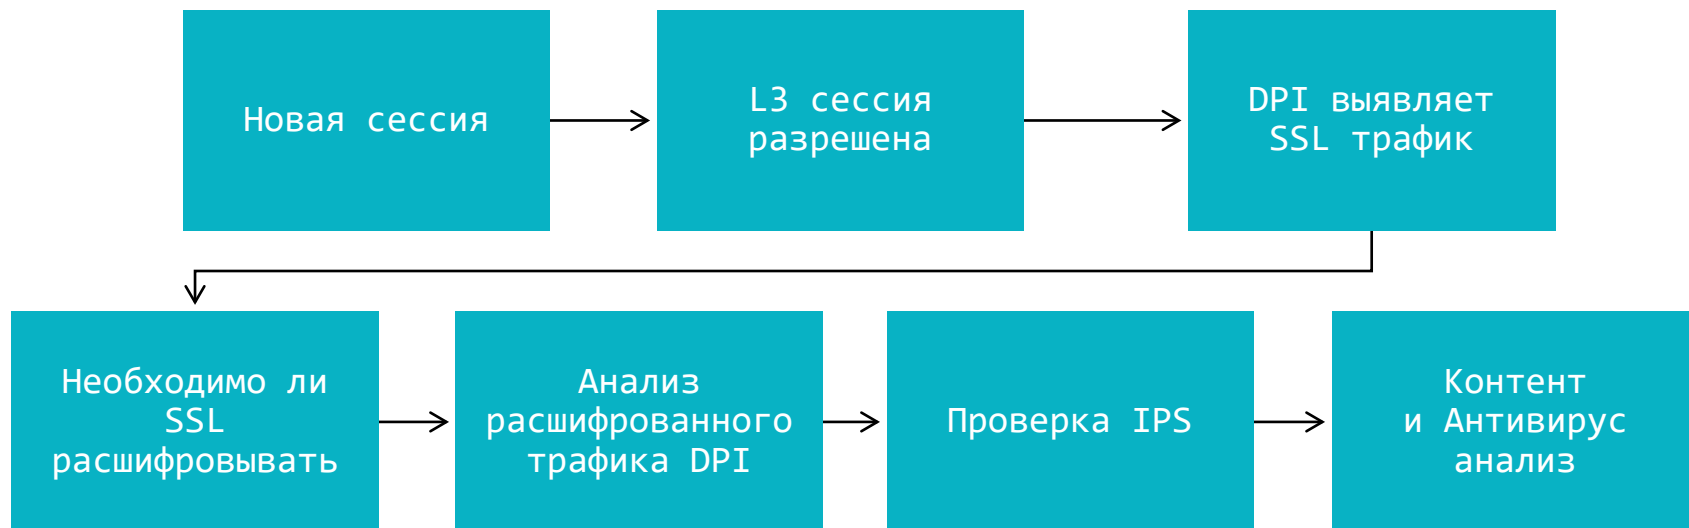 Новая сессия
L3 сессия
разрешена
DPI выявляет
SSL трафик
Необходимо ли
SSL
расшифровывать
Анализ
расшифрованного
трафика DPI
Проверка IPS
Контент
и Антивирус
анализ